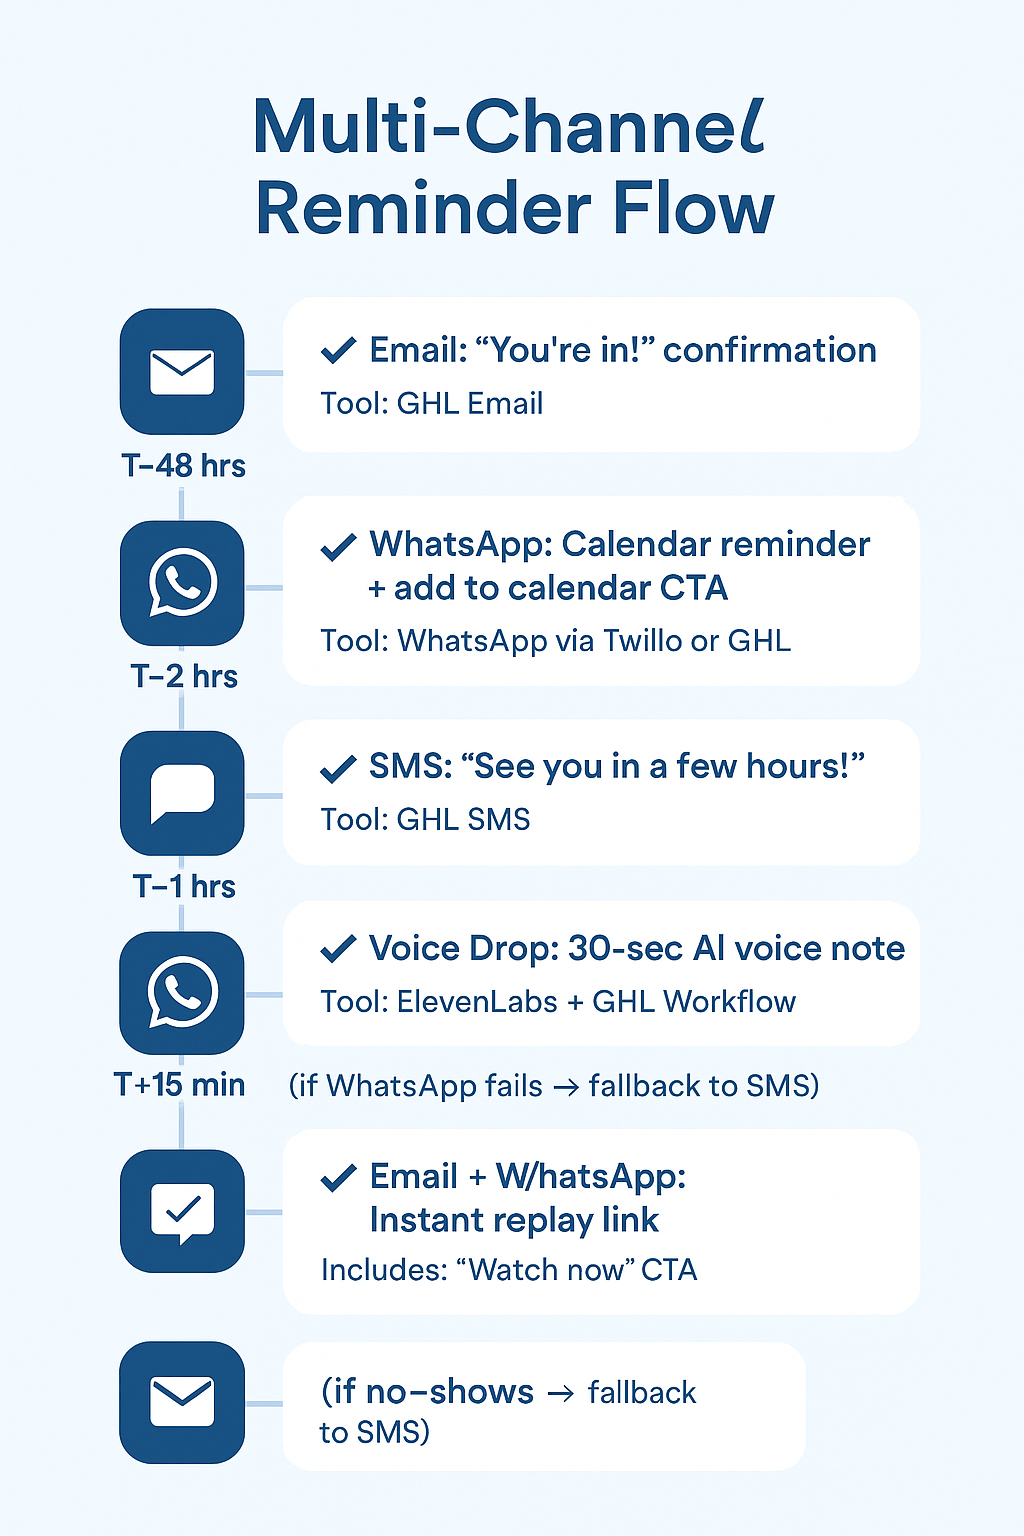 Multi-Channel
Reminder Flow
✔ Email: “You're in!” confirmation
Tool: GHL Email
T–48 hrs
✔ WhatsApp: Calendar reminder
+ add to calendar CTA
Tool: WhatsApp via Twillo or GHL
T–2 hrs
✔ SMS: “See you in a few hours!”
Tool: GHL SMS
T–1 hrs
✔ Voice Drop: 30-sec AI voice note
Tool: ElevenLabs + GHL Workflow
T+15 min
(if WhatsApp fails → fallback to SMS)
✔ Email + W/hatsApp:
Instant replay link
Includes: “Watch now” CTA
(if no–shows → fallback
to SMS)